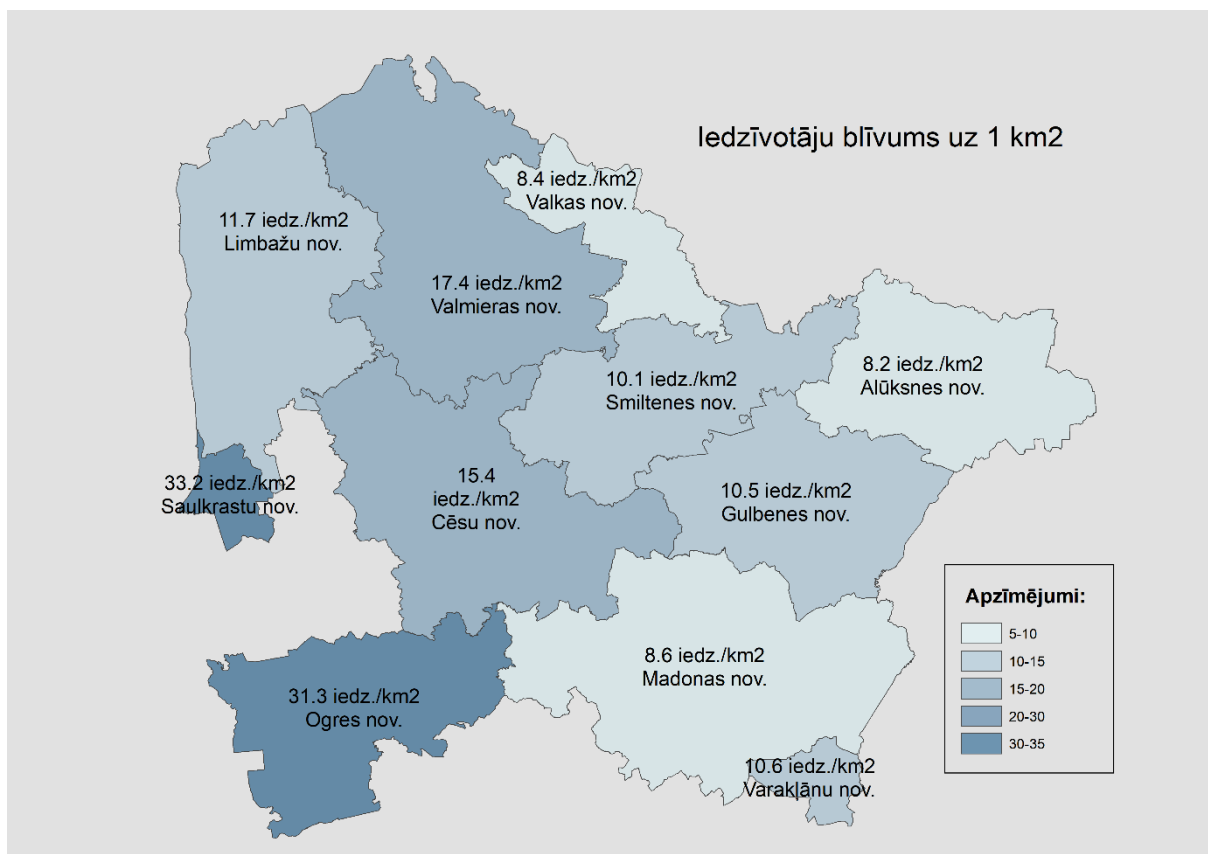 Iedzīvotāju blīvums uz 1 km2
8.4 iedz./km2
Valkas nov.
11.7 iedz./km2
Limbažu nov.
17.4 iedz./km2
Valmieras nov.
8.2 iedz./km2
Alūksnes nov.
10.1 iedz./km2
Smiltenes nov.
33.2 iedz./km2
Saulkrastu nov.
15.4
iedz./km2
Cēsu nov.
10.5 iedz./km2
Gulbenes nov.
8.6 iedz./km2
Madonas nov.
31.3 iedz./km2
Ogres nov.
10.6 iedz./km2
Varakļānu nov.
Apzīmējumi:
5-10
10-15
15-20
20-30
30-35